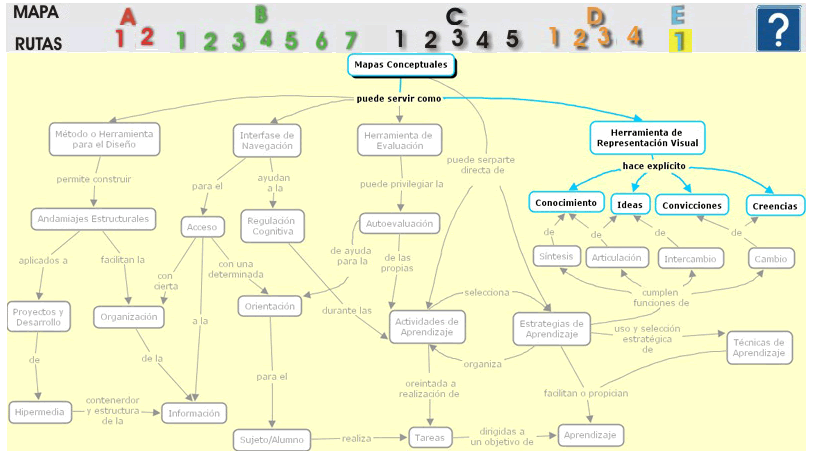 MAPA A B C D E
RUTAS 1 2 1 2 3 4 5 6 7 1 2 3 4 5 1 2 3 4 1 ?
Mapas Conceptuales
puede servir como
Método o Herramienta
para el Diseño
Interfase de
Navegación
Herramienta de
Evaluación
Herramienta de
Representación Visual
puede serparte
directa de
hace explícito
permite construir
para el
ayudan
a la
puede privilegiar la
Conocimiento
Ideas
Convicciones
Creencias
Andamiajes Estructurales
Acceso
Regulación
Cognitiva
Autoevaluación
de
de
de
de
aplicados a
facilitan la
con
cierta
con una
determinada
de ayuda
para la
de las
propias
Síntesis
Articulación
Intercambio
Cambio
Proyectos y
Desarrollo
Organización
a la
Orientación
durante las
selecciona
cumplen
funciones de
Actividades de
Aprendizaje
Estrategias de
Aprendizaje
uso y selección
estratégica
de
Técnicas de
Aprendizaje
de
de la
para el
organiza
oreintada a
realización de
facilitan o propician
Hipermedia
contenerdor
y estructura
de la
Información
Sujeto/Alumno
realiza
Tareas
dirigidas a
un objetivo de
Aprendizaje